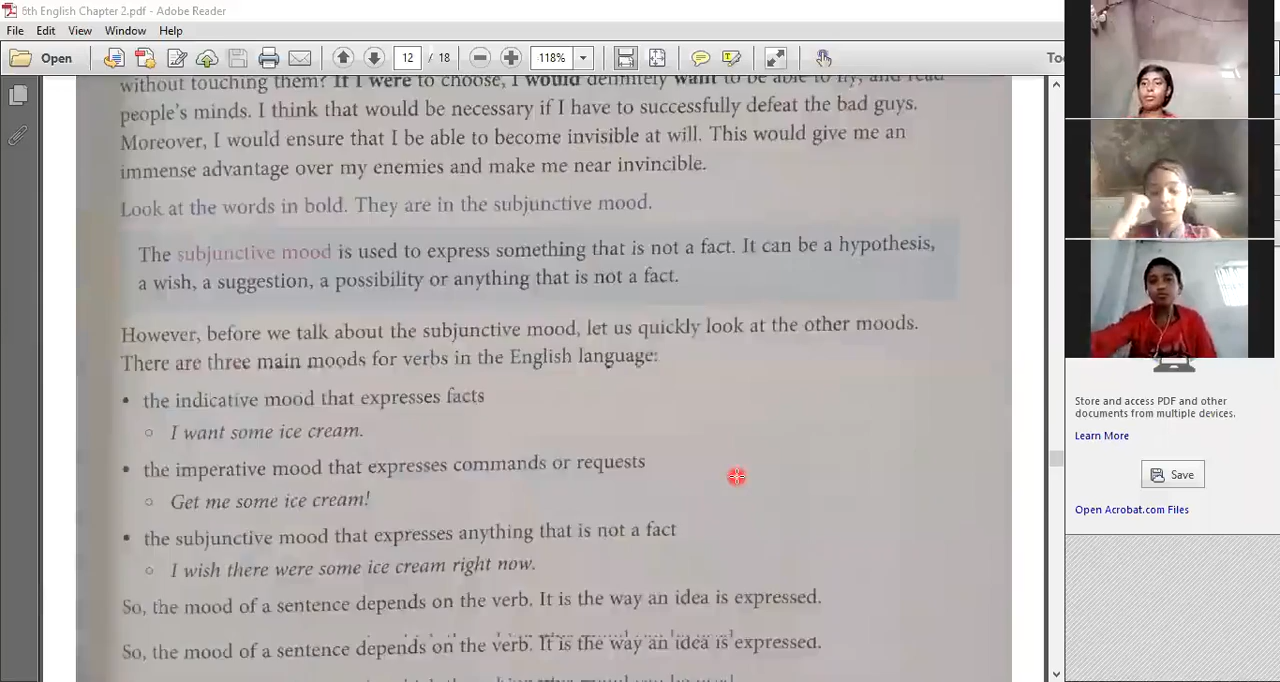 6th English Chapter 2.pdf - Adobe Reader
File Edit View Window Help
Open 12 / 18 118%
without touching them? If I were to choose, I would definitely want to be able to fly, and read
people's minds. I think that would be necessary if I have to successfully defeat the bad guys.
Moreover, I would ensure that I be able to become invisible at will. This would give me an
immense advantage over my enemies and make me near invincible.
Look at the words in bold. They are in the subjunctive mood.
The subjunctive mood is used to express something that is not a fact. It can be a hypothesis,
a wish, a suggestion, a possibility or anything that is not a fact.
However, before we talk about the subjunctive mood, let us quickly look at the other moods.
There are three main moods for verbs in the English language:
• the indicative mood that expresses facts
○ I want some ice cream.
• the imperative mood that expresses commands or requests
○ Get me some ice cream!
• the subjunctive mood that expresses anything that is not a fact
○ I wish there were some ice cream right now.
So, the mood of a sentence depends on the verb. It is the way an idea is expressed.
So, the mood of a sentence depends on the verb. It is the way an idea is expressed.
Store and access PDF and other
documents from multiple devices.
Learn More
Save
Open Acrobat.com Files